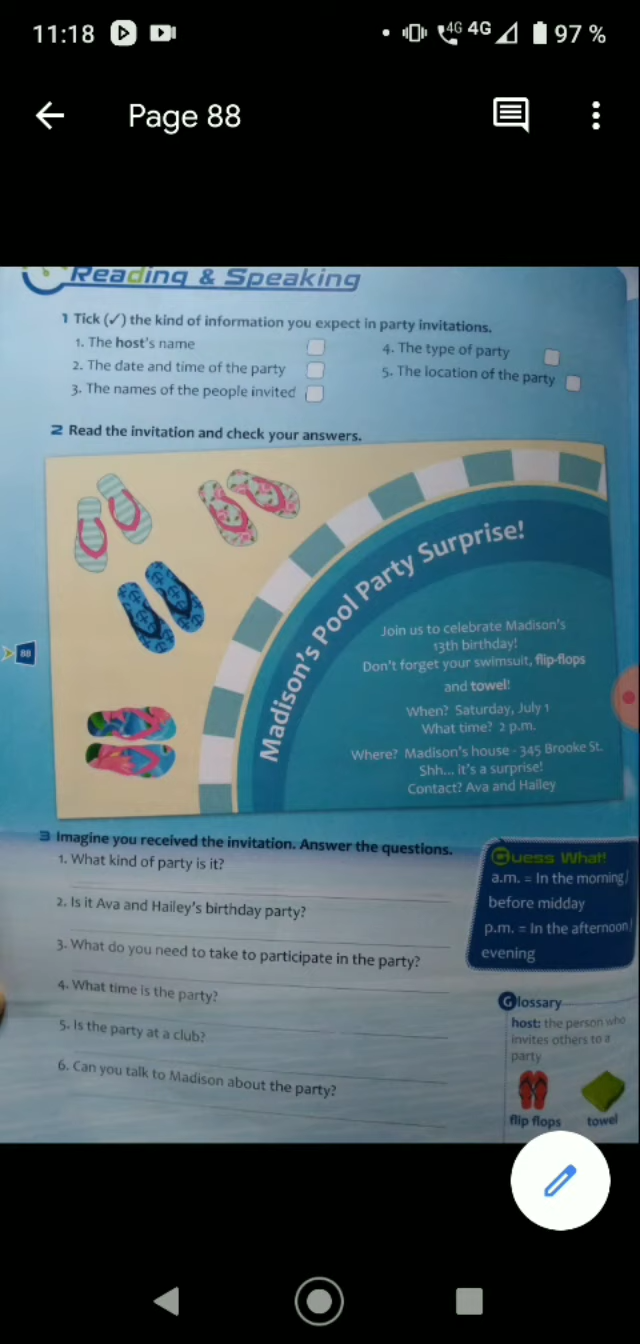 11:18
4G 4G 97 %
Page 88
Reading & Speaking
1 Tick (✓) the kind of information you expect in party invitations.
1. The host's name
2. The date and time of the party
3. The names of the people invited
4. The type of party
5. The location of the party
2 Read the invitation and check your answers.
88
Madison's Pool Party Surprise!
Join us to celebrate Madison's
13th birthday!
Don't forget your swimsuit, flip-flops
and towel!
When? Saturday, July 1
What time? 2 p.m.
Where? Madison's house - 345 Brooke St.
Shh... it's a surprise!
Contact? Ava and Hailey
3 Imagine you received the invitation. Answer the questions.
1. What kind of party is it?
2. Is it Ava and Hailey's birthday party?
3. What do you need to take to participate in the party?
4. What time is the party?
5. Is the party at a club?
6. Can you talk to Madison about the party?
Guess What!
a.m. = In the morning/
before midday
p.m. = In the afternoon/
evening
Glossary
host: the person who
invites others to a
party
flip flops towel